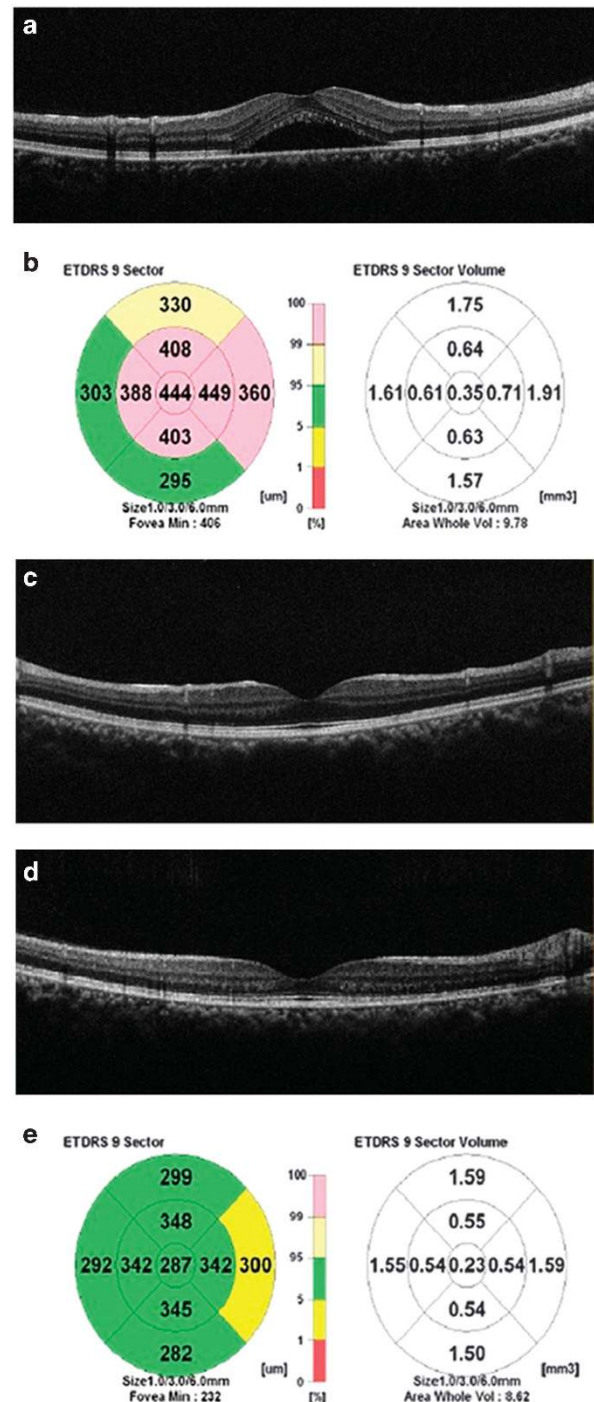 a
b
ETDRS 9 Sector
ETDRS 9 Sector Volume
330
408
303 388 444 449 360
403
295
100
99
95
5
1
0
[um]
[%]
Size1.0/3.0/6.0mm
Fovea Min : 406
1.75
0.64
1.61 0.61 0.35 0.71 1.91
0.63
1.57
[mm3]
Size1.0/3.0/6.0mm
Area Whole Vol : 9.78
c
d
e
ETDRS 9 Sector
ETDRS 9 Sector Volume
299
348
292 342 287 342 300
345
282
100
99
95
5
1
0
[um]
[%]
Size1.0/3.0/6.0mm
Fovea Min : 232
1.59
0.55
1.55 0.54 0.23 0.54 1.59
0.54
1.50
[mm3]
Size1.0/3.0/6.0mm
Area Whole Vol : 8.62